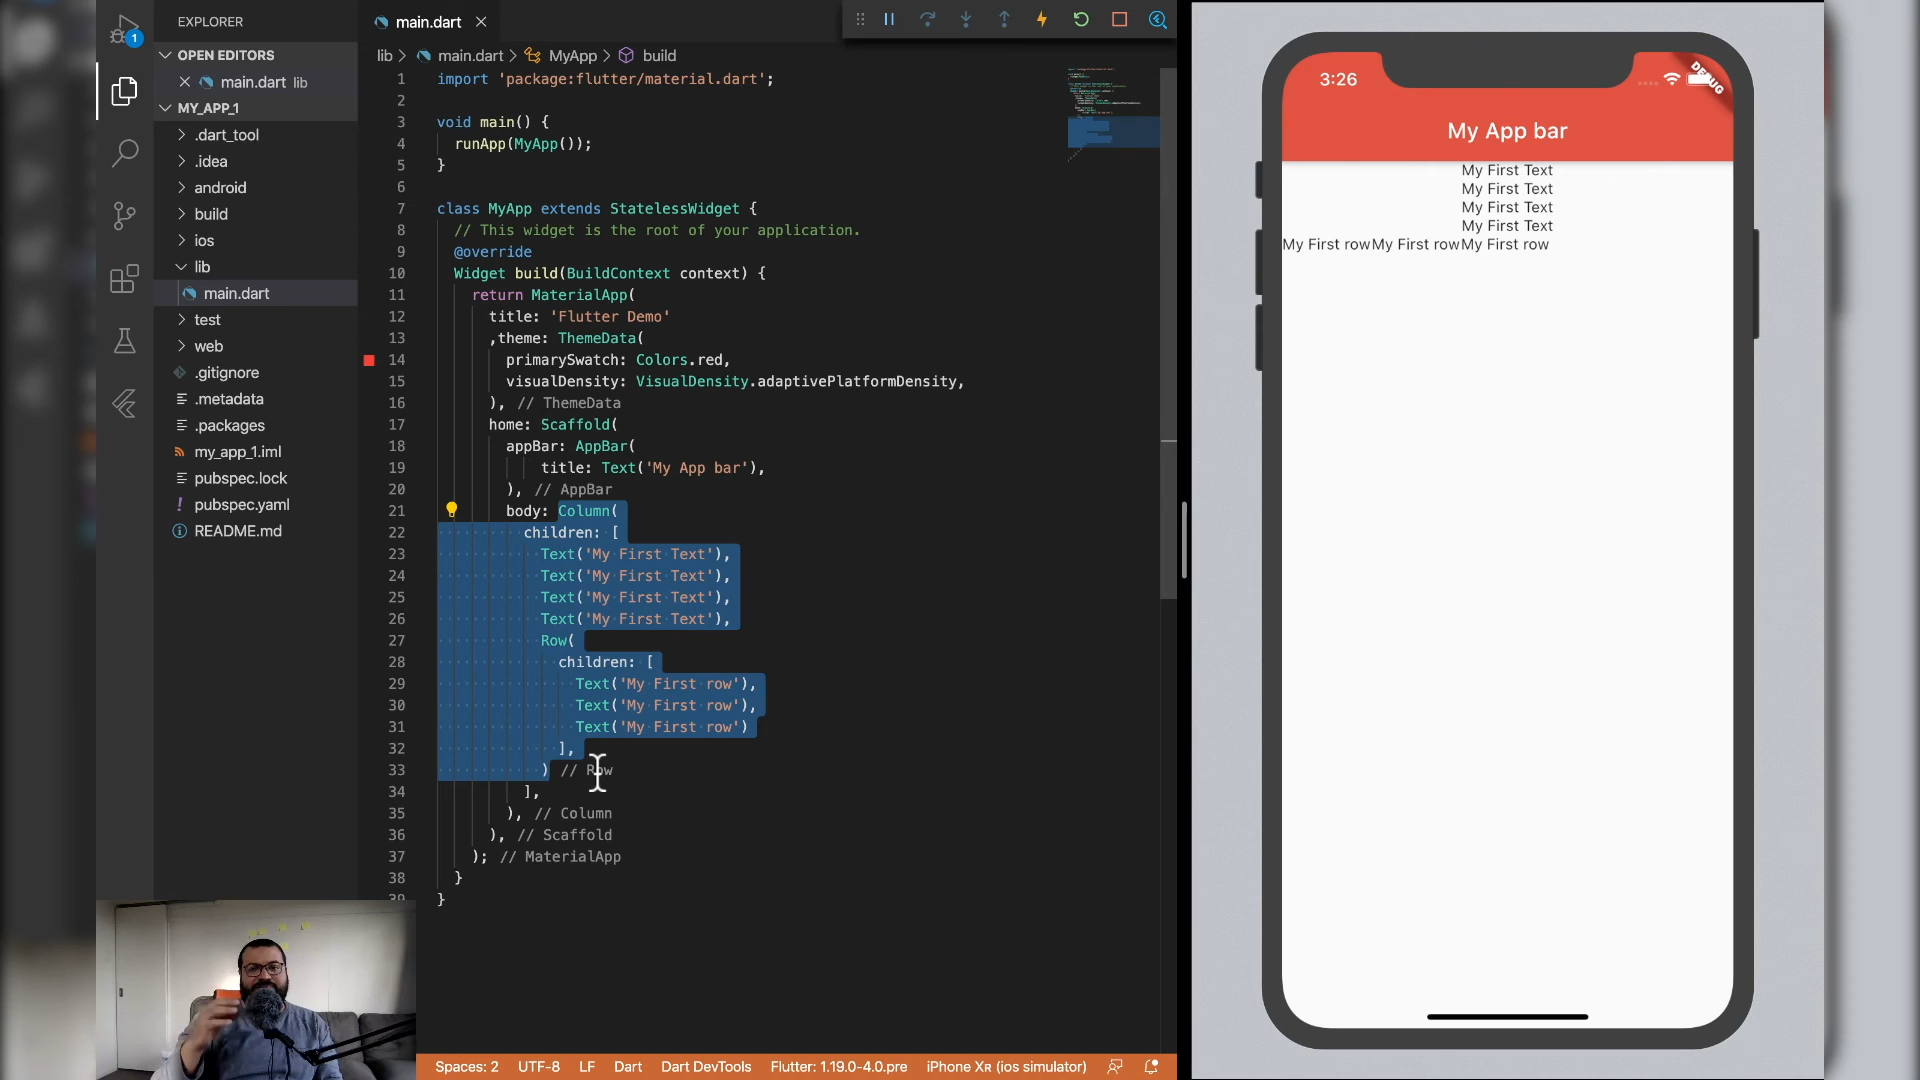 1
EXPLORER
OPEN EDITORS
main.dart lib
MY_APP_1
.dart_tool
.idea
android
build
ios
lib
main.dart
test
web
.gitignore
.metadata
.packages
my_app_1.iml
pubspec.lock
pubspec.yaml
README.md
main.dart
lib > main.dart > MyApp > build
1 import 'package:flutter/material.dart';
2
3 void main() {
4 runApp(MyApp());
5 }
6
7 class MyApp extends StatelessWidget {
8 // This widget is the root of your application.
9 @override
10 Widget build(BuildContext context) {
11 return MaterialApp(
12 title: 'Flutter Demo'
13 ,theme: ThemeData(
14 primarySwatch: Colors.red,
15 visualDensity: VisualDensity.adaptivePlatformDensity,
16 ), // ThemeData
17 home: Scaffold(
18 appBar: AppBar(
19 title: Text('My App bar'),
20 ), // AppBar
21 body: Column(
22 children: [
23 Text('My First Text'),
24 Text('My First Text'),
25 Text('My First Text'),
26 Text('My First Text'),
27 Row(
28 children: [
29 Text('My First row'),
30 Text('My First row'),
31 Text('My First row')
32 ],
33 ) // Row
34 ],
35 ), // Column
36 ), // Scaffold
37 ); // MaterialApp
38 }
39 }
Spaces: 2 UTF-8 LF Dart Dart DevTools Flutter: 1.19.0-4.0.pre iPhone XR (ios simulator)
3:26
DEBUG
My App bar
My First Text
My First Text
My First Text
My First Text
My First rowMy First rowMy First row